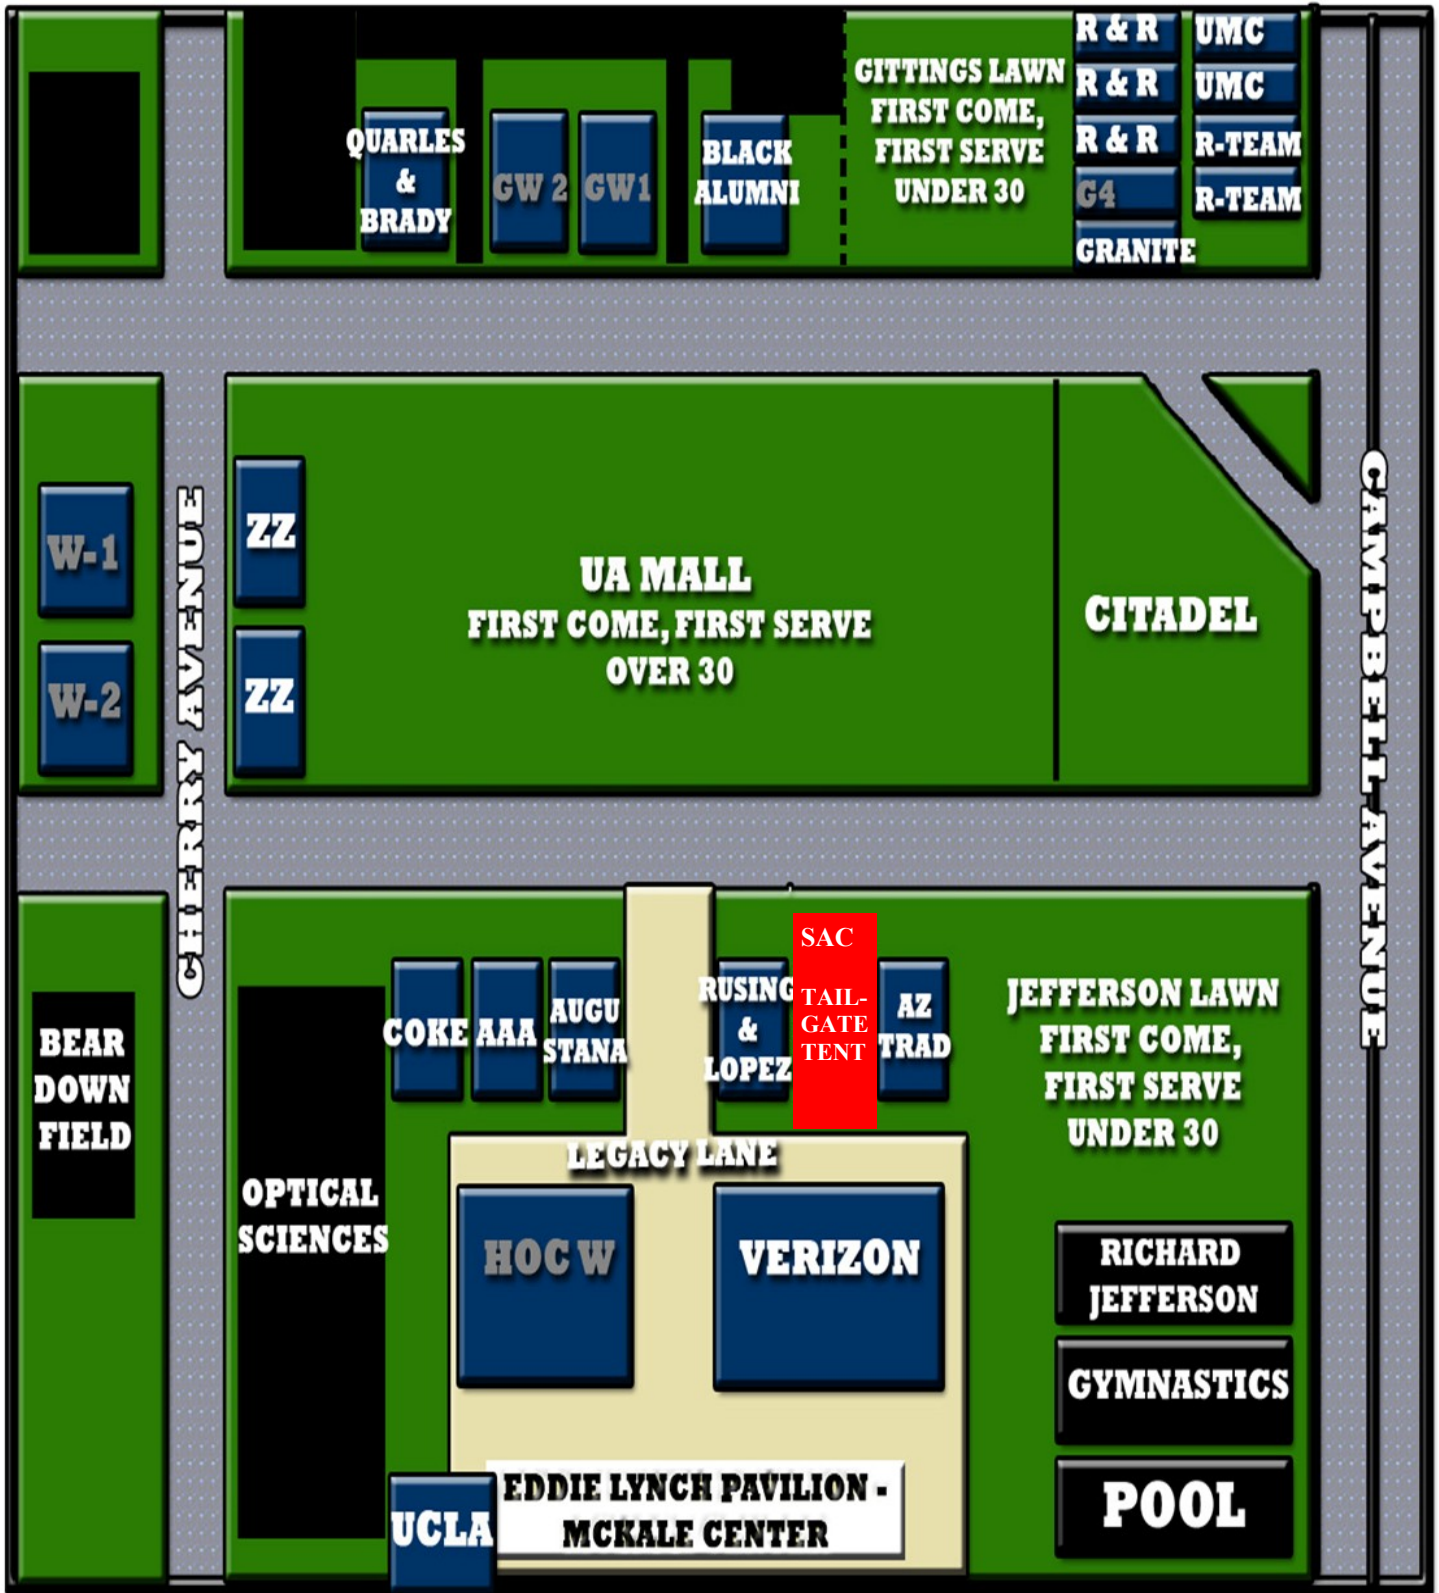 R & R
UMC
R & R
UMC
R & R
R-TEAM
G4
R-TEAM
GRANITE
GITTINGS LAWN
FIRST COME,
FIRST SERVE
UNDER 30
QUARLES
&
BRADY
GW 2
GW1
BLACK
ALUMNI
W-1
W-2
CHERRY AVENUE
ZZ
ZZ
UA MALL
FIRST COME, FIRST SERVE
OVER 30
CITADEL
CAMPBELL AVENUE
BEAR
DOWN
FIELD
OPTICAL
SCIENCES
COKE
AAA
AUGU
STANA
RUSING
&
LOPEZ
SAC
TAIL-
GATE
TENT
AZ
TRAD
JEFFERSON LAWN
FIRST COME,
FIRST SERVE
UNDER 30
LEGACY LANE
HOC W
VERIZON
RICHARD
JEFFERSON
GYMNASTICS
POOL
UCLA
EDDIE LYNCH PAVILION -
MCKALE CENTER